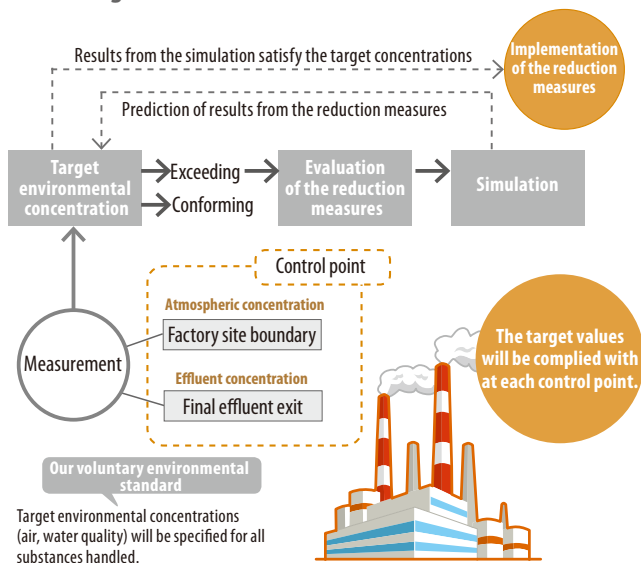 Results from the simulation satisfy the target concentrations
Implementation
of the reduction
measures
Prediction of results from the reduction measures
Target
environmental
concentration
Exceeding
Conforming
Evaluation
of the reduction
measures
Simulation
Control point
Atmospheric concentration
Factory site boundary
Measurement
Effluent concentration
Final effluent exit
The target values
will be complied with
at each control point.
Our voluntary environmental
standard
Target environmental concentrations
(air, water quality) will be specified for all
substances handled.